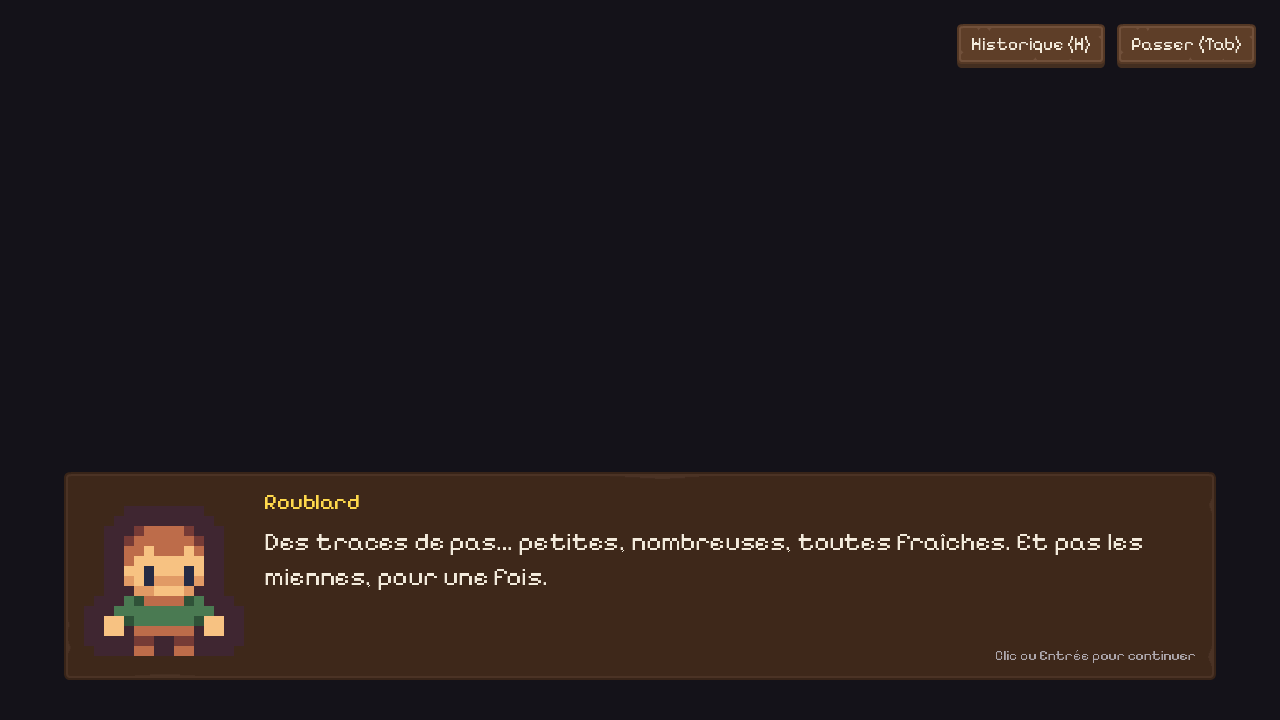 Historique (H)
Passer (Tab)
Roublard
Des traces de pas... petites, nombreuses, toutes fraîches. Et pas les
miennes, pour une fois.
Clic ou Entrée pour continuer